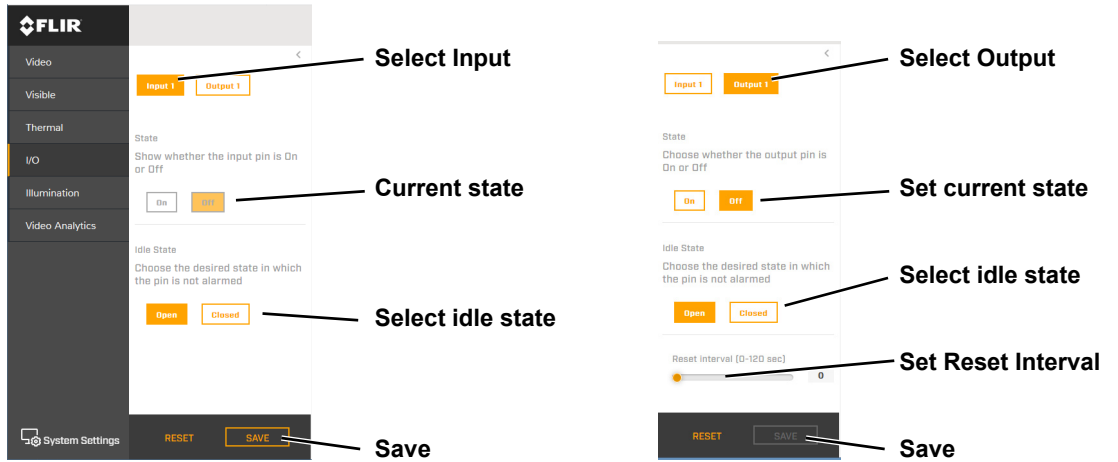 FLIR
Video
Visible
Thermal
I/O
Illumination
Video Analytics
System Settings
Input 1
Output 1
State
Show whether the input pin is On
or Off
On
Off
Idle State
Choose the desired state in which
the pin is not alarmed
Open
Closed
RESET
SAVE
Select Input
Current state
Select idle state
Save
Input 1
Output 1
State
Choose whether the output pin is
On or Off
On
Off
Idle State
Choose the desired state in which
the pin is not alarmed
Open
Closed
Reset Interval (0-120 sec)
0
RESET
SAVE
Select Output
Set current state
Select idle state
Set Reset Interval
Save